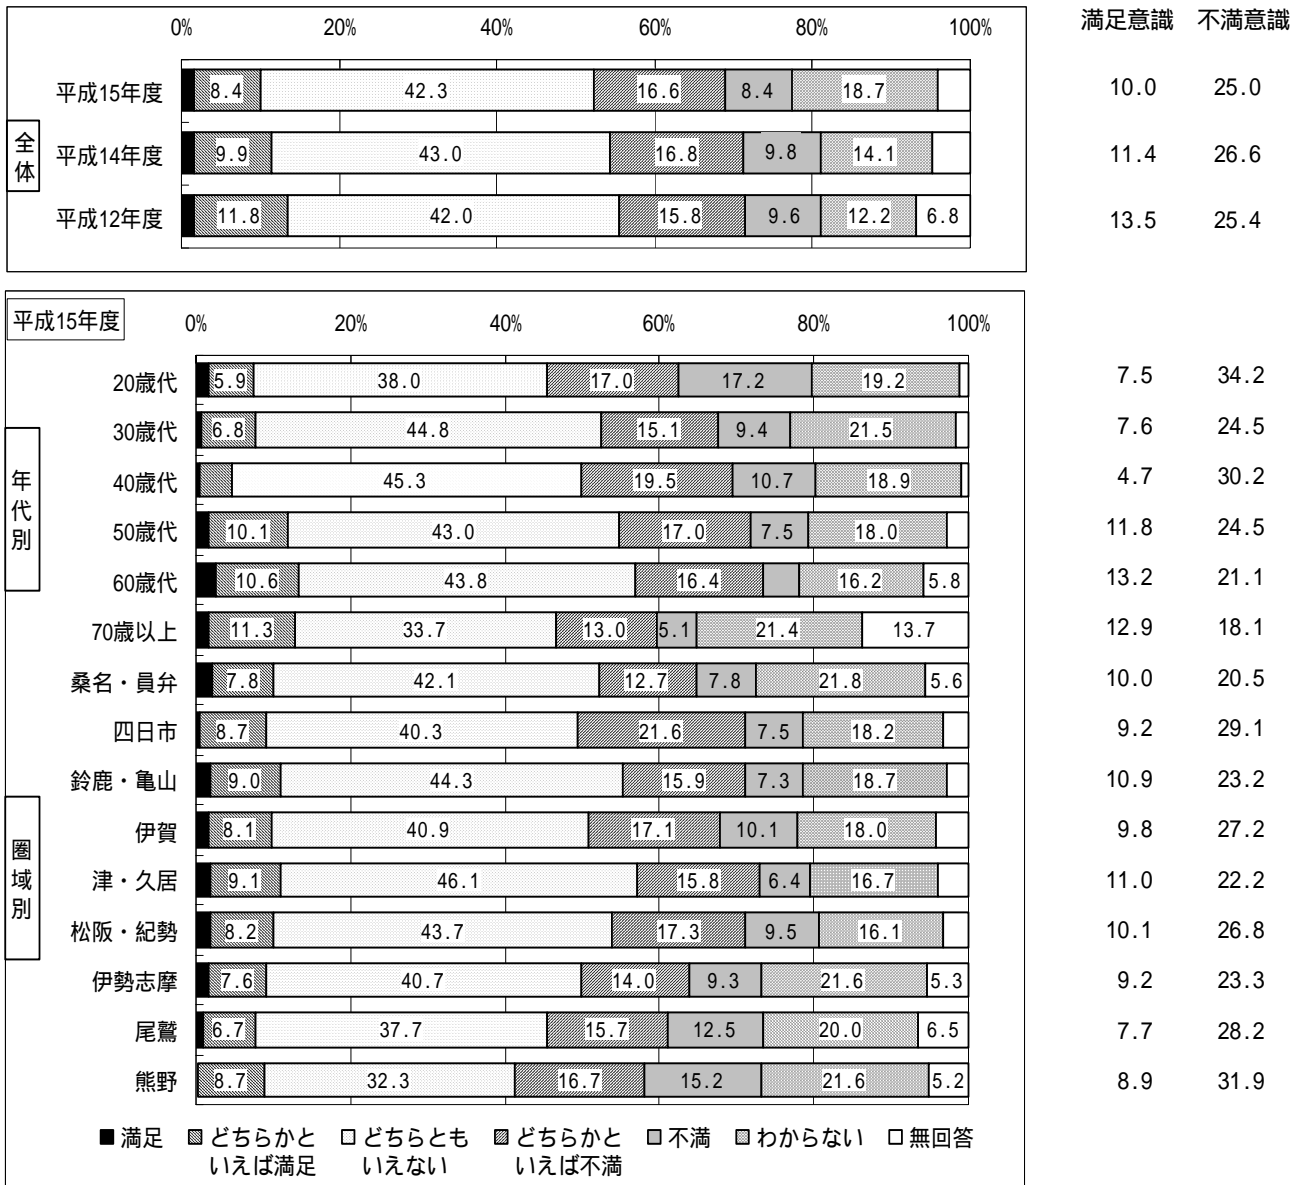 満足意識 不満意識
0% 20% 40% 60% 80% 100%
全体
平成15年度 8.4 42.3 16.6 8.4 18.7 10.0 25.0
平成14年度 9.9 43.0 16.8 9.8 14.1 11.4 26.6
平成12年度 11.8 42.0 15.8 9.6 12.2 6.8 13.5 25.4
平成15年度
0% 20% 40% 60% 80% 100%
年代別
20歳代 5.9 38.0 17.0 17.2 19.2 7.5 34.2
30歳代 6.8 44.8 15.1 9.4 21.5 7.6 24.5
40歳代 45.3 19.5 10.7 18.9 4.7 30.2
50歳代 10.1 43.0 17.0 7.5 18.0 11.8 24.5
60歳代 10.6 43.8 16.4 16.2 5.8 13.2 21.1
70歳以上 11.3 33.7 13.0 5.1 21.4 13.7 12.9 18.1
圏域別
桑名・員弁 7.8 42.1 12.7 7.8 21.8 5.6 10.0 20.5
四日市 8.7 40.3 21.6 7.5 18.2 9.2 29.1
鈴鹿・亀山 9.0 44.3 15.9 7.3 18.7 10.9 23.2
伊賀 8.1 40.9 17.1 10.1 18.0 9.8 27.2
津・久居 9.1 46.1 15.8 6.4 16.7 11.0 22.2
松阪・紀勢 8.2 43.7 17.3 9.5 16.1 10.1 26.8
伊勢志摩 7.6 40.7 14.0 9.3 21.6 5.3 9.2 23.3
尾鷲 6.7 37.7 15.7 12.5 20.0 6.5 7.7 28.2
熊野 8.7 32.3 16.7 15.2 21.6 5.2 8.9 31.9
満足 どちらかと どちらとも どちらかと 不満 わからない 無回答
いえば満足 いえない いえば不満